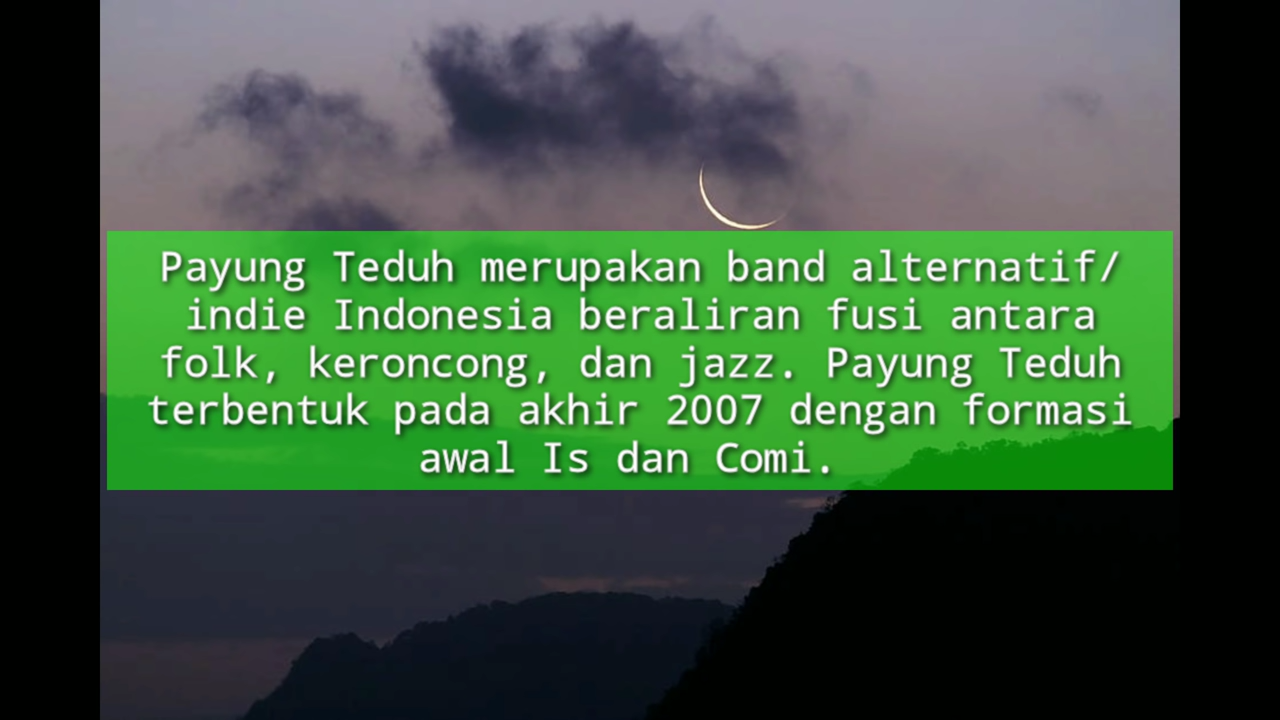 Payung Teduh merupakan band alternatif/
indie Indonesia beraliran fusi antara
folk, keroncong, dan jazz. Payung Teduh
terbentuk pada akhir 2007 dengan formasi
awal Is dan Comi.